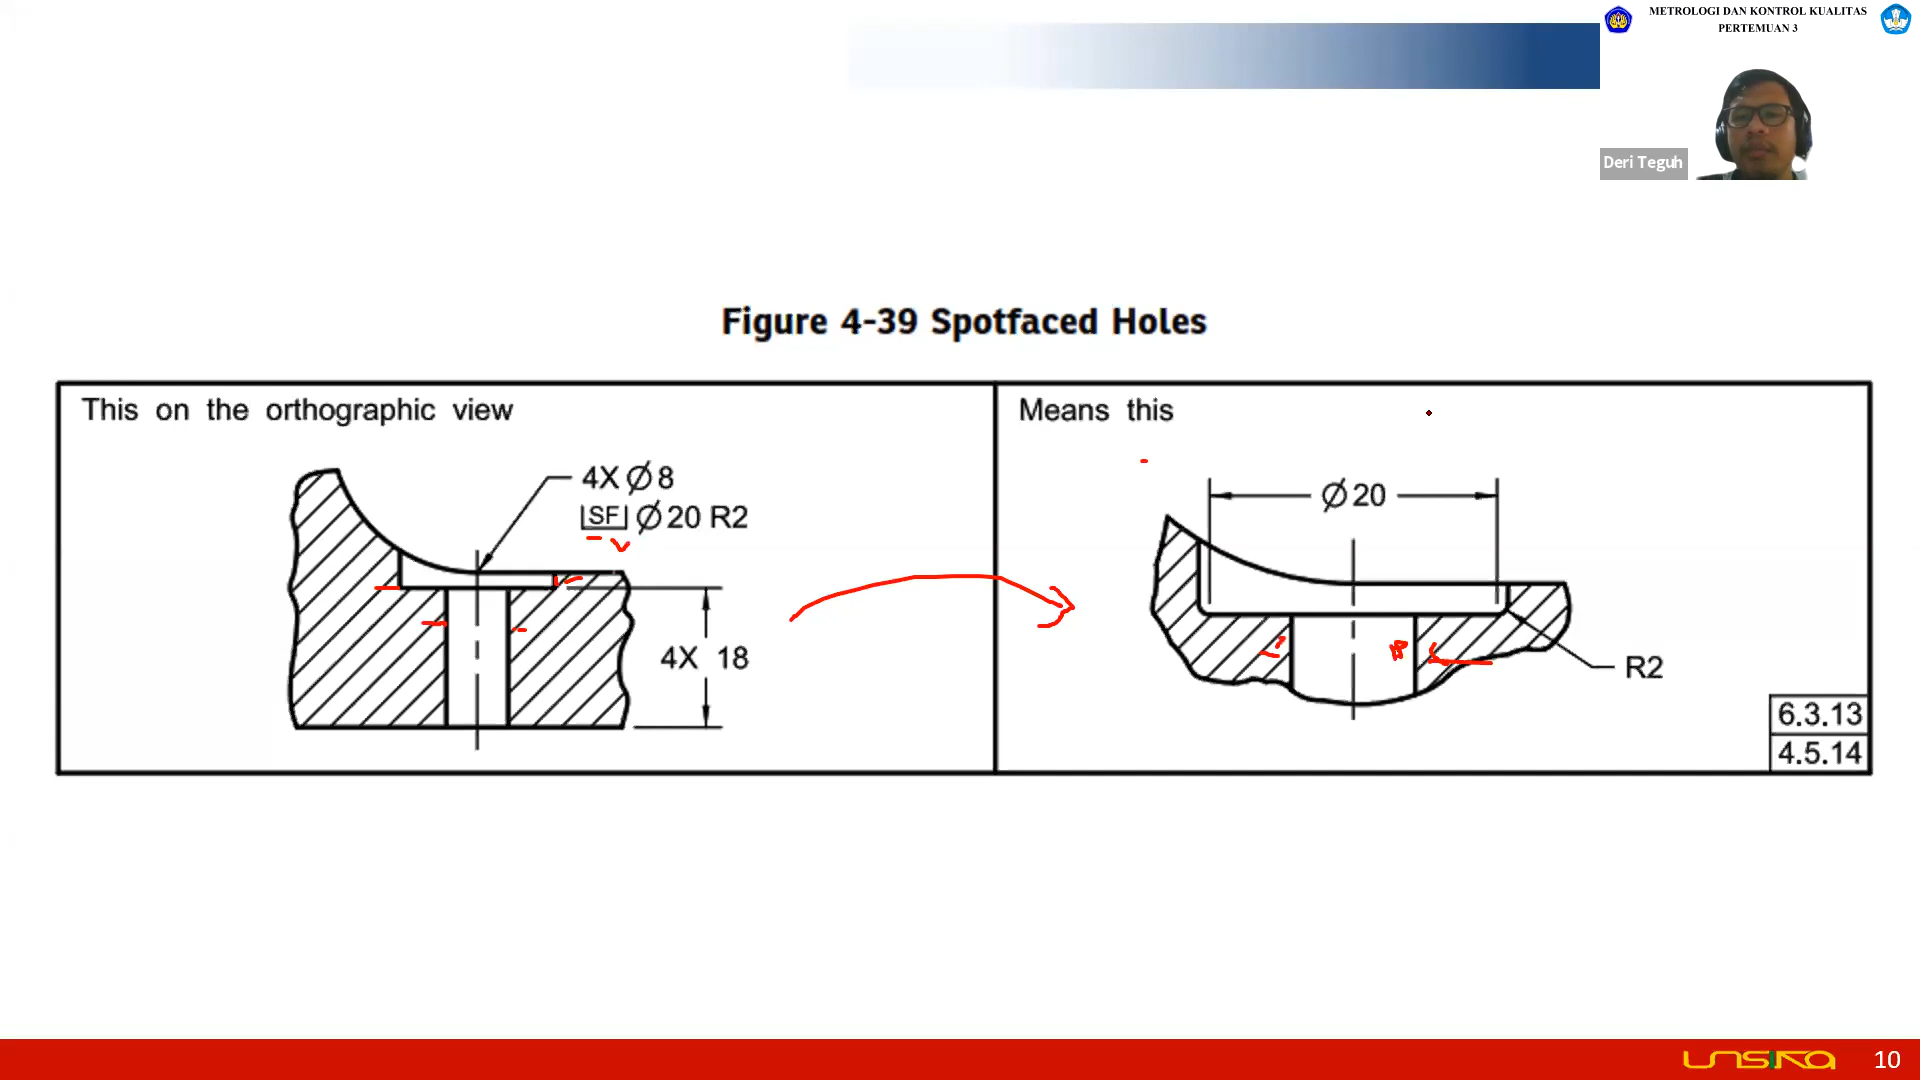 METROLOGI DAN KONTROL KUALITAS
PERTEMUAN 3
Deri Teguh
Figure 4-39 Spotfaced Holes
This on the orthographic view
4X Ø 8
SF Ø 20 R2
4X 18
Means this
Ø 20
R2
6.3.13
4.5.14
UNSIKA
10